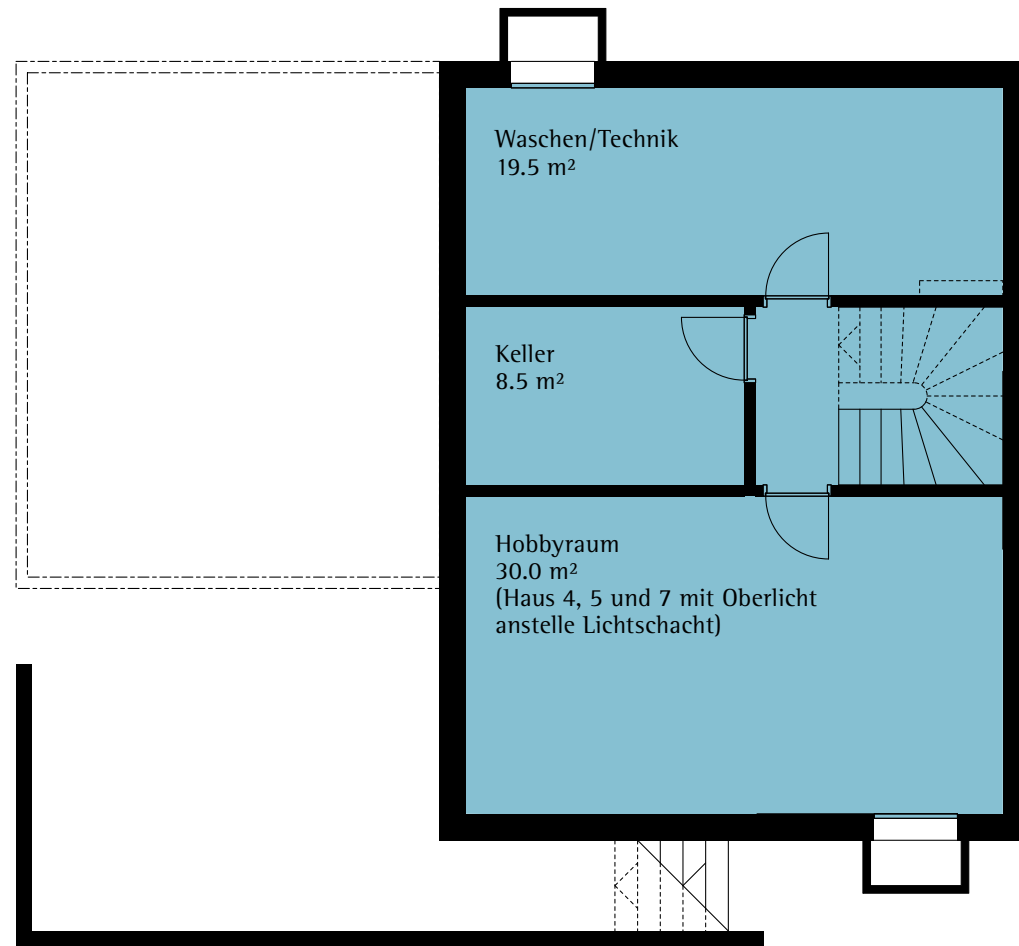 Waschen/Technik
19.5 m²
Keller
8.5 m²
Hobbyraum
30.0 m²
(Haus 4, 5 und 7 mit Oberlicht
anstelle Lichtschacht)